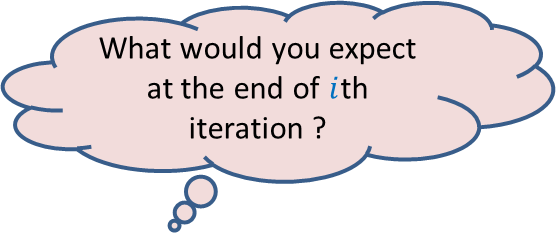 What would you expect
at the end of 𝑖th
iteration ?